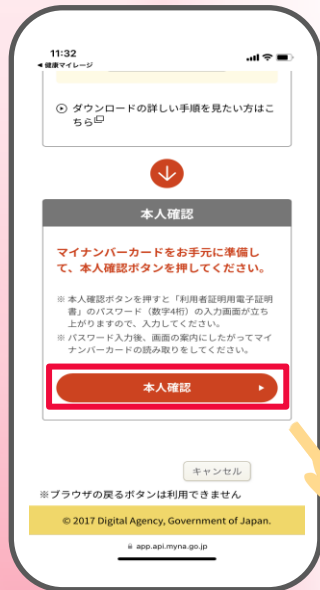 11:32
◀ 健康マイレージ
ダウンロードの詳しい手順を見たい方はこ
ちら
本人確認
マイナンバーカードをお手元に準備し
て、本人確認ボタンを押してください。
※ 本人確認ボタンを押すと「利用者証明用電子証明
書」のパスワード（数字4桁）の入力画面が立ち
上がりますので、入力してください。
※ パスワード入力後、画面の案内にしたがってマイ
ナンバーカードの読み取りをしてください。
本人確認
キャンセル
※ブラウザの戻るボタンは利用できません
© 2017 Digital Agency, Government of Japan.
app.api.myna.go.jp